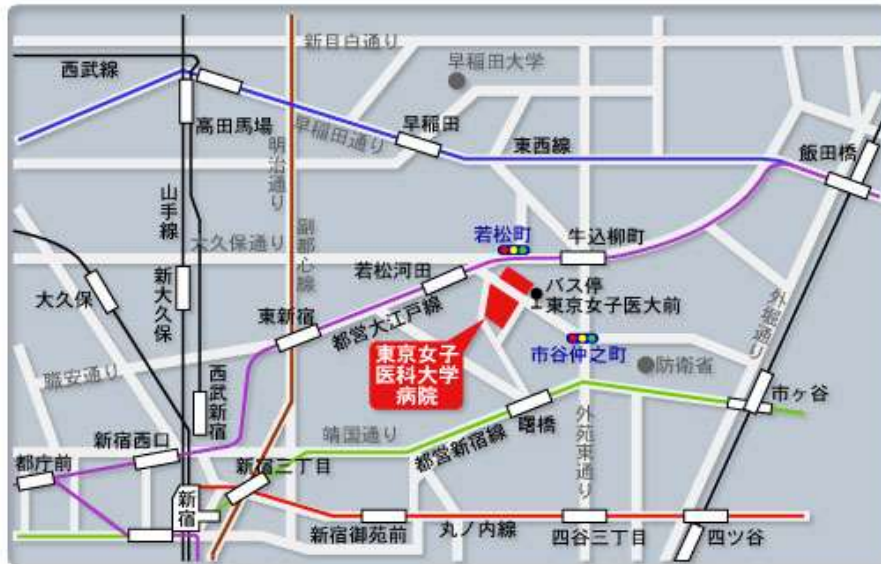 新目白通り
西武線
早稲田大学
高田馬場
早稲田通り
早稲田
東西線
飯田橋
明治通り
山手線
副都心線
大久保通り
若松町
牛込柳町
大久保
新大久保
若松河田
バス停
東京女子医大前
外堀通り
東新宿
都営大江戸線
東京女子
医科大学
病院
市谷仲之町
防衛省
職安通り
西武新宿
市ヶ谷
新宿西口
靖国通り
都営新宿線
曙橋
外苑東通り
都庁前
新宿三丁目
新宿
新宿御苑前
丸ノ内線
四谷三丁目
四ツ谷